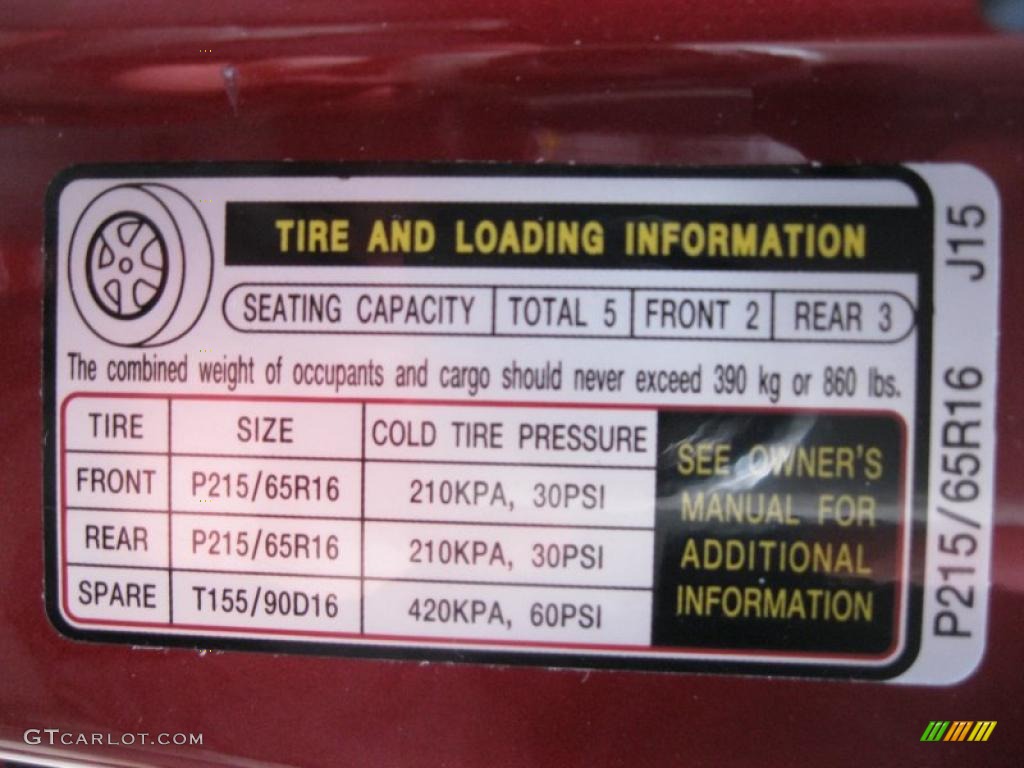 TIRE AND LOADING INFORMATION
SEATING CAPACITY TOTAL 5 FRONT 2 REAR 3
The combined weight of occupants and cargo should never exceed 390 kg or 860 lbs.
TIRE SIZE COLD TIRE PRESSURE
FRONT P215/65R16 210KPA, 30PSI
REAR P215/65R16 210KPA, 30PSI
SPARE T155/90D16 420KPA, 60PSI
SEE OWNER'S
MANUAL FOR
ADDITIONAL
INFORMATION
P215/65R16 J15
GTCARLOT.COM